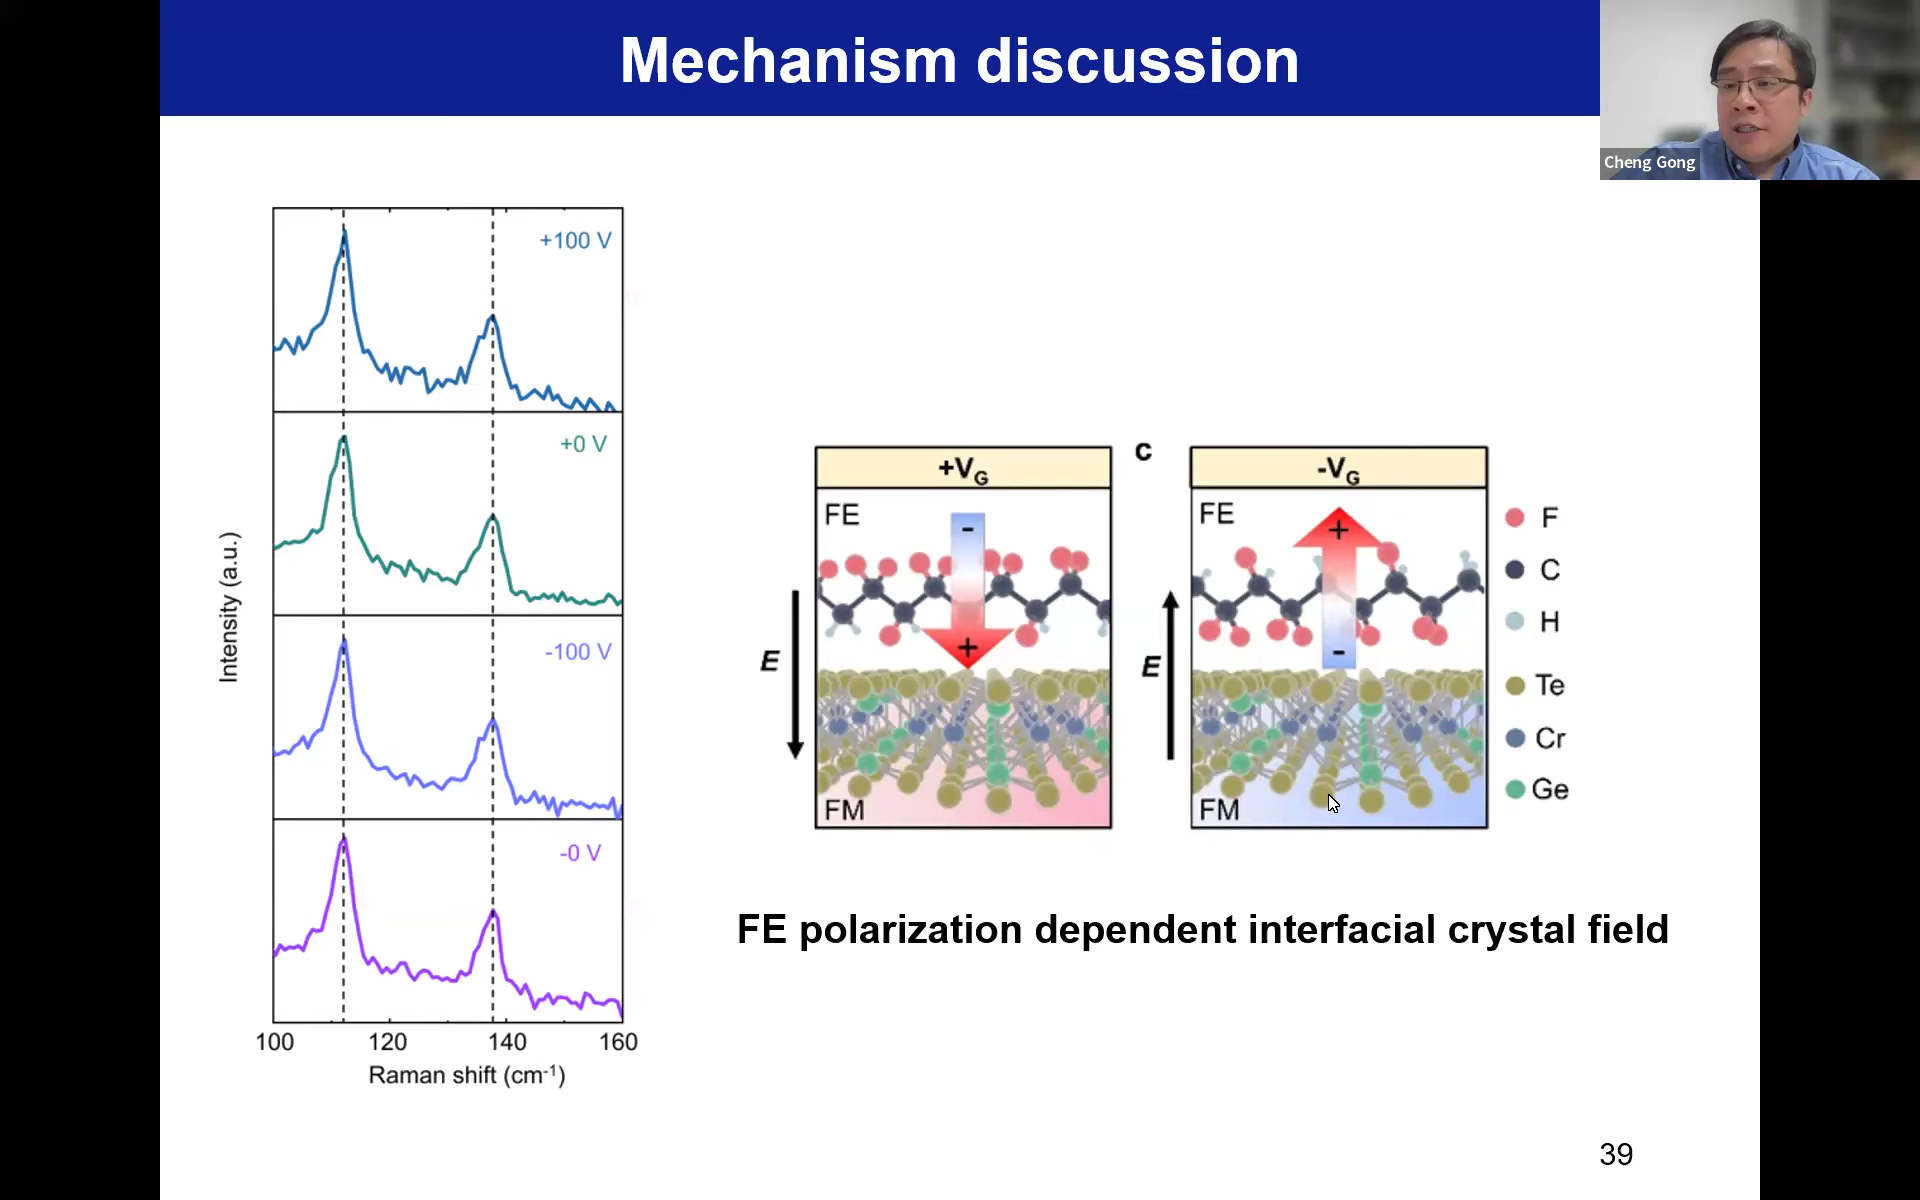 Mechanism discussion
Cheng Gong
+100 V
+0 V
-100 V
-0 V
Intensity (a.u.)
100 120 140 160
Raman shift (cm-1)
+VG
FE
-
+
E
FM
c
-VG
FE
+
-
E
FM
F
C
H
Te
Cr
Ge
FE polarization dependent interfacial crystal field
39